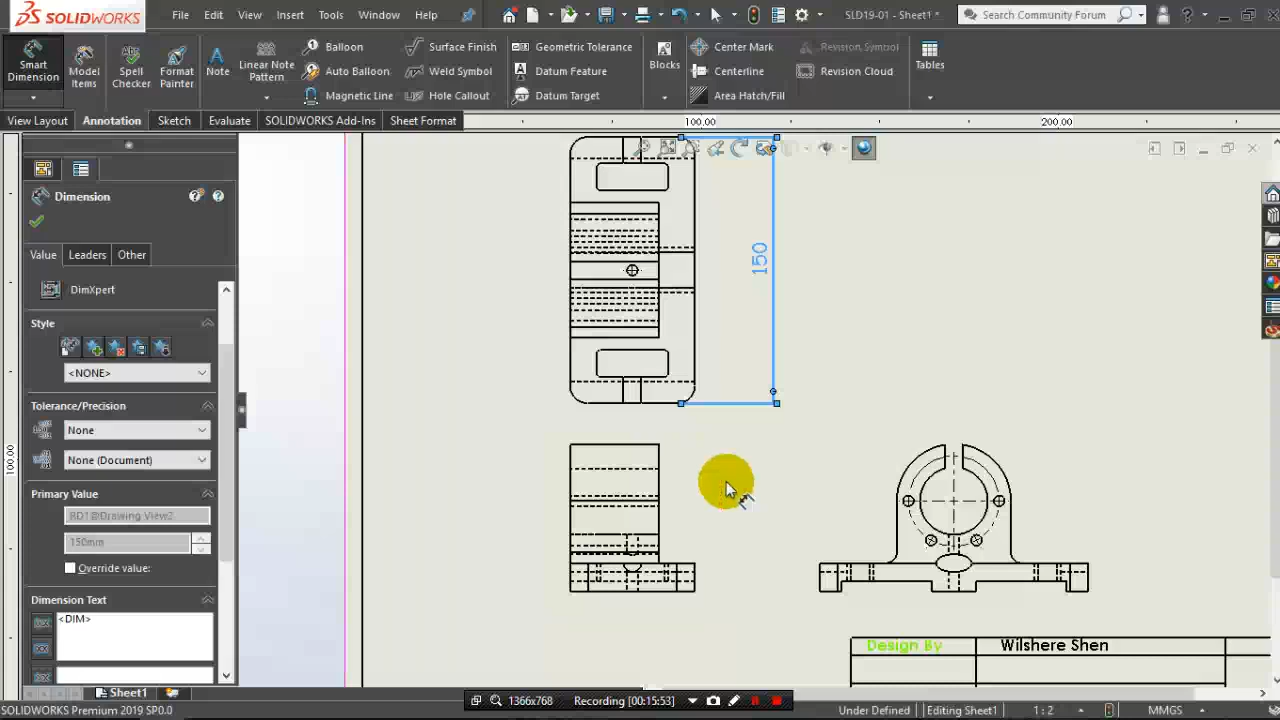 SOLIDWORKS
File Edit View Insert Tools Window Help
SLD19-01 - Sheet1 *
Search Community Forum
Smart Dimension
Model Items
Spell Checker
Format Painter
Note
Linear Note Pattern
Balloon
Auto Balloon
Magnetic Line
Surface Finish
Weld Symbol
Hole Callout
Geometric Tolerance
Datum Feature
Datum Target
Blocks
Center Mark
Centerline
Area Hatch/Fill
Revision Symbol
Revision Cloud
Tables
View Layout Annotation Sketch Evaluate SOLIDWORKS Add-Ins Sheet Format
100,00 200,00
100,00
Dimension
Value Leaders Other
DimXpert
Style
<NONE>
Tolerance/Precision
None
None (Document)
Primary Value
RD1@Drawing View2
150mm
Override value:
Dimension Text
<DIM>
150
Design By Wilshere Shen
Sheet1
1366x768 Recording [00:15:53]
SOLIDWORKS Premium 2019 SP0.0
Under Defined Editing Sheet1 1 : 2 MMGS